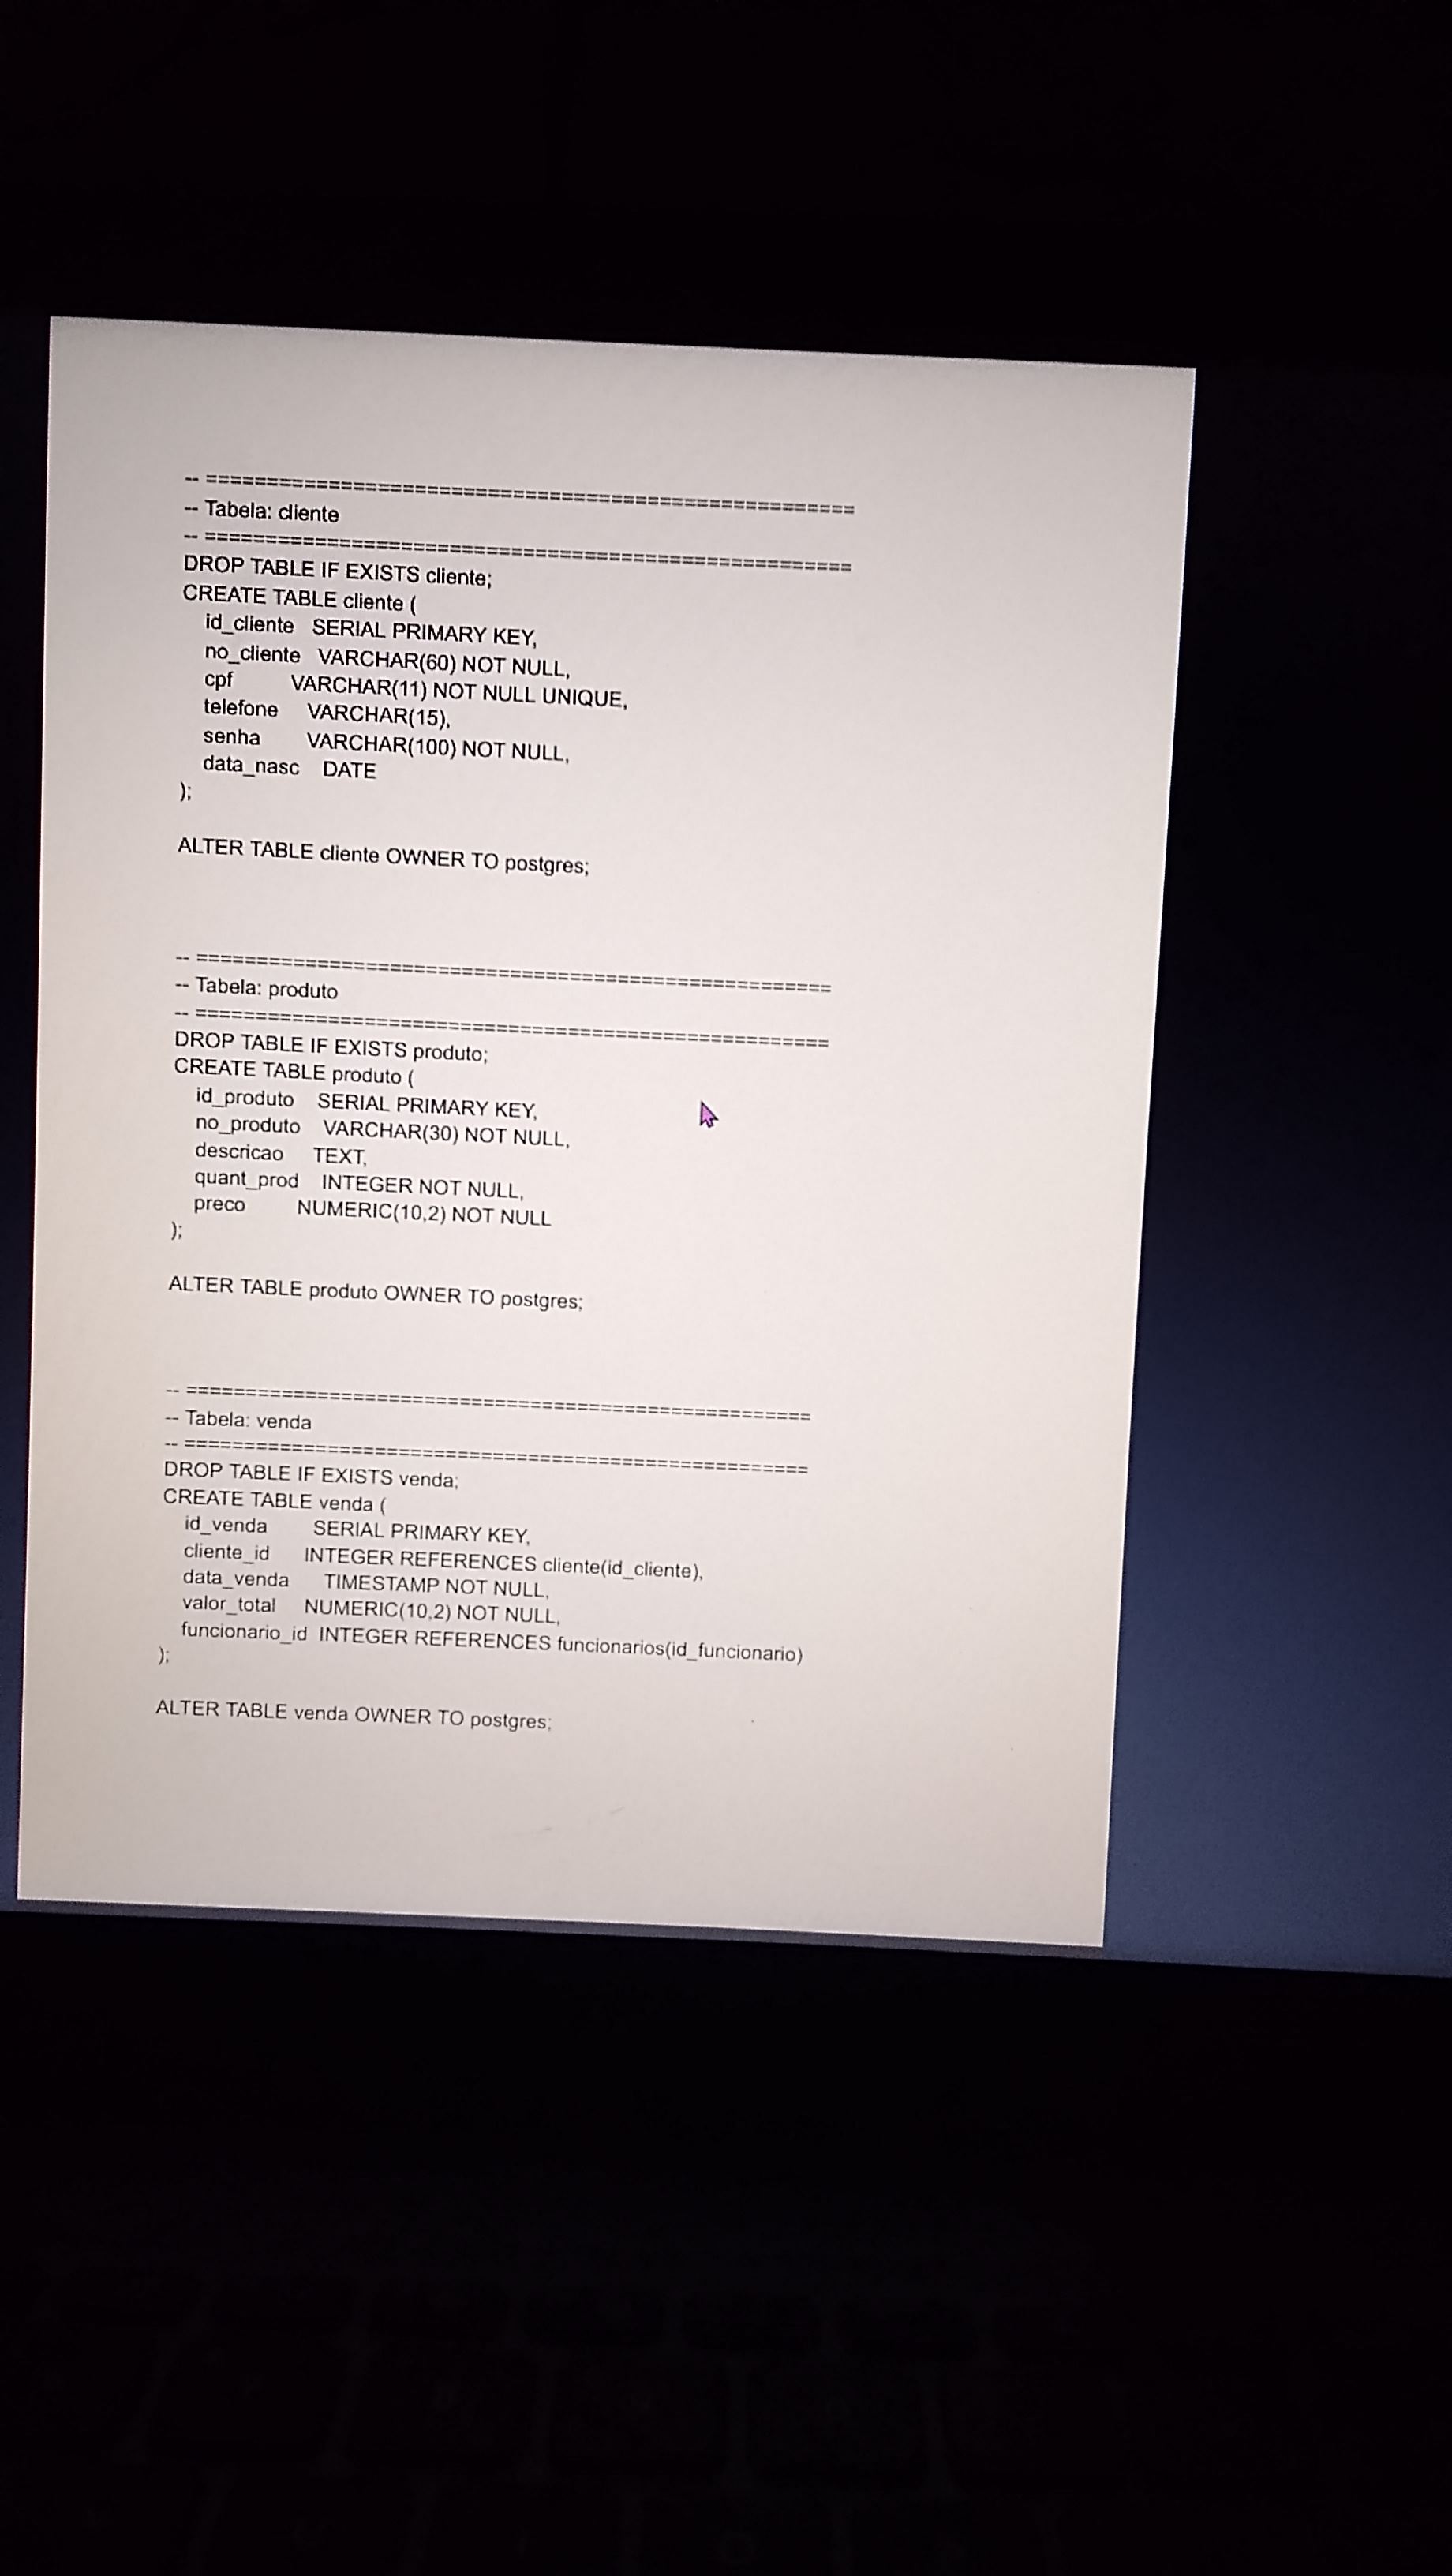 -- =====================================================
-- Tabela: cliente
-- =====================================================
DROP TABLE IF EXISTS cliente;
CREATE TABLE cliente (
id_cliente SERIAL PRIMARY KEY,
no_cliente VARCHAR(60) NOT NULL,
cpf VARCHAR(11) NOT NULL UNIQUE,
telefone VARCHAR(15),
senha VARCHAR(100) NOT NULL,
data_nasc DATE
);
ALTER TABLE cliente OWNER TO postgres;
-- =====================================================
-- Tabela: produto
-- =====================================================
DROP TABLE IF EXISTS produto;
CREATE TABLE produto (
id_produto SERIAL PRIMARY KEY,
no_produto VARCHAR(30) NOT NULL,
descricao TEXT,
quant_prod INTEGER NOT NULL,
preco NUMERIC(10,2) NOT NULL
);
ALTER TABLE produto OWNER TO postgres;
-- =====================================================
-- Tabela: venda
-- =====================================================
DROP TABLE IF EXISTS venda;
CREATE TABLE venda (
id_venda SERIAL PRIMARY KEY,
cliente_id INTEGER REFERENCES cliente(id_cliente),
data_venda TIMESTAMP NOT NULL,
valor_total NUMERIC(10,2) NOT NULL,
funcionario_id INTEGER REFERENCES funcionarios(id_funcionario)
);
ALTER TABLE venda OWNER TO postgres;